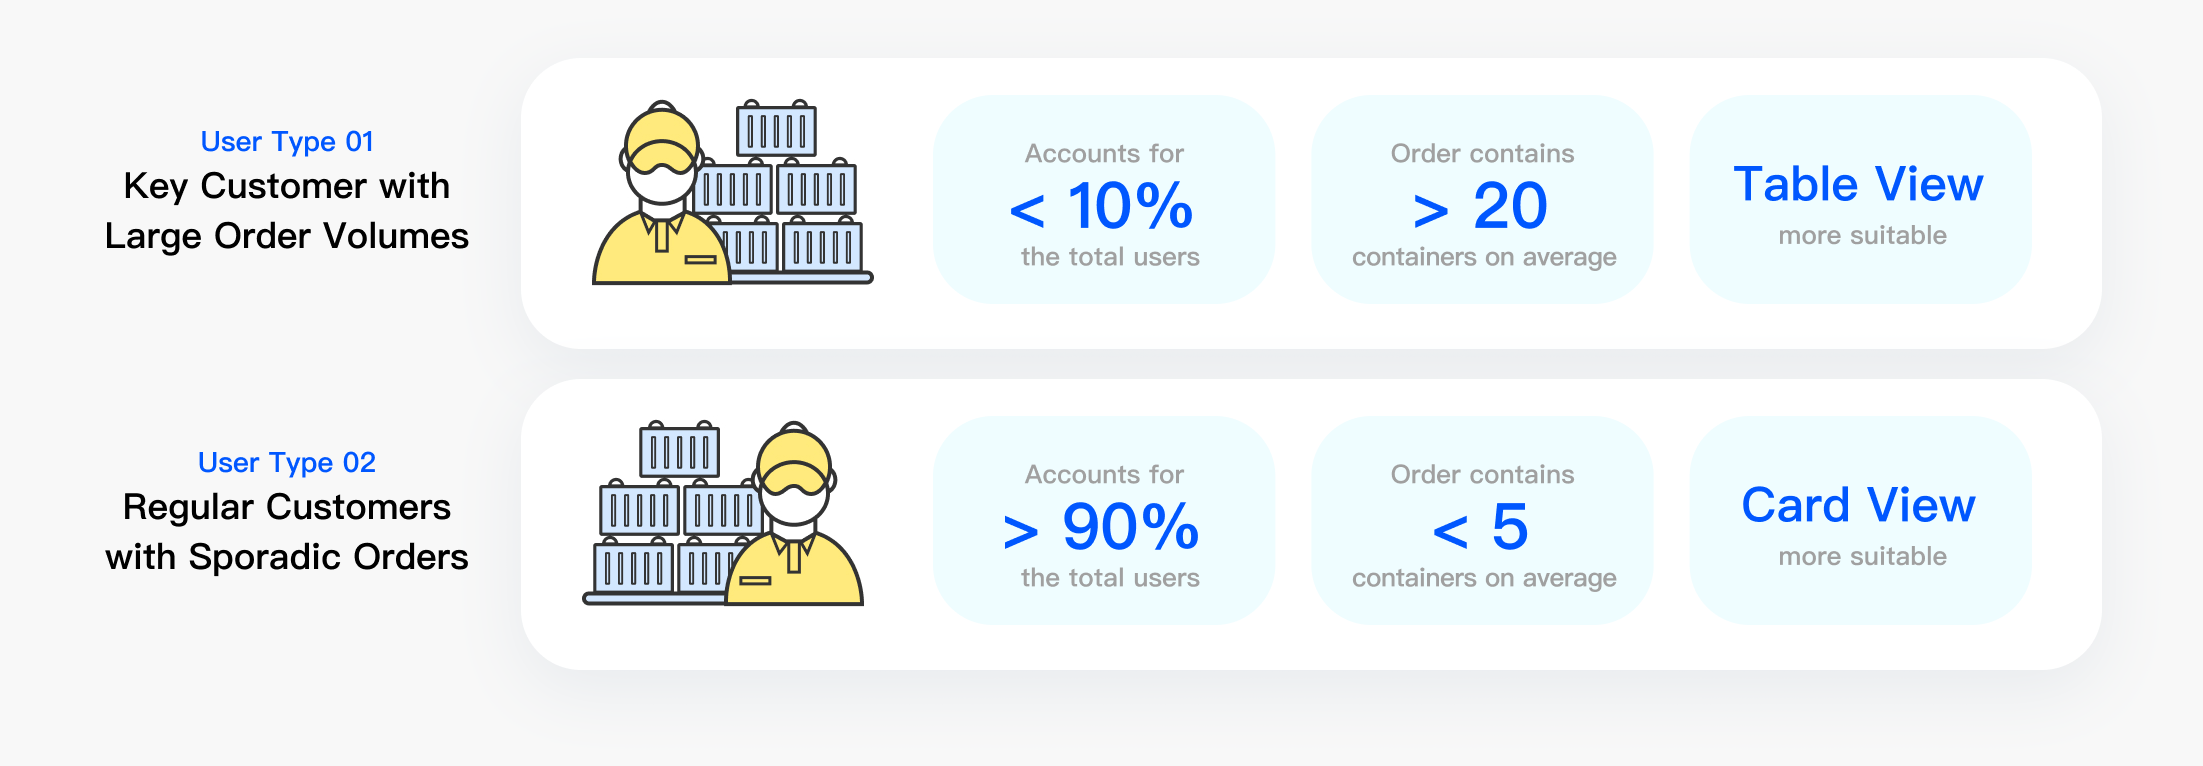 User Type 01
Key Customer with
Large Order Volumes
Accounts for
< 10%
the total users
Order contains
> 20
containers on average
Table View
more suitable
User Type 02
Regular Customers
with Sporadic Orders
Accounts for
> 90%
the total users
Order contains
< 5
containers on average
Card View
more suitable